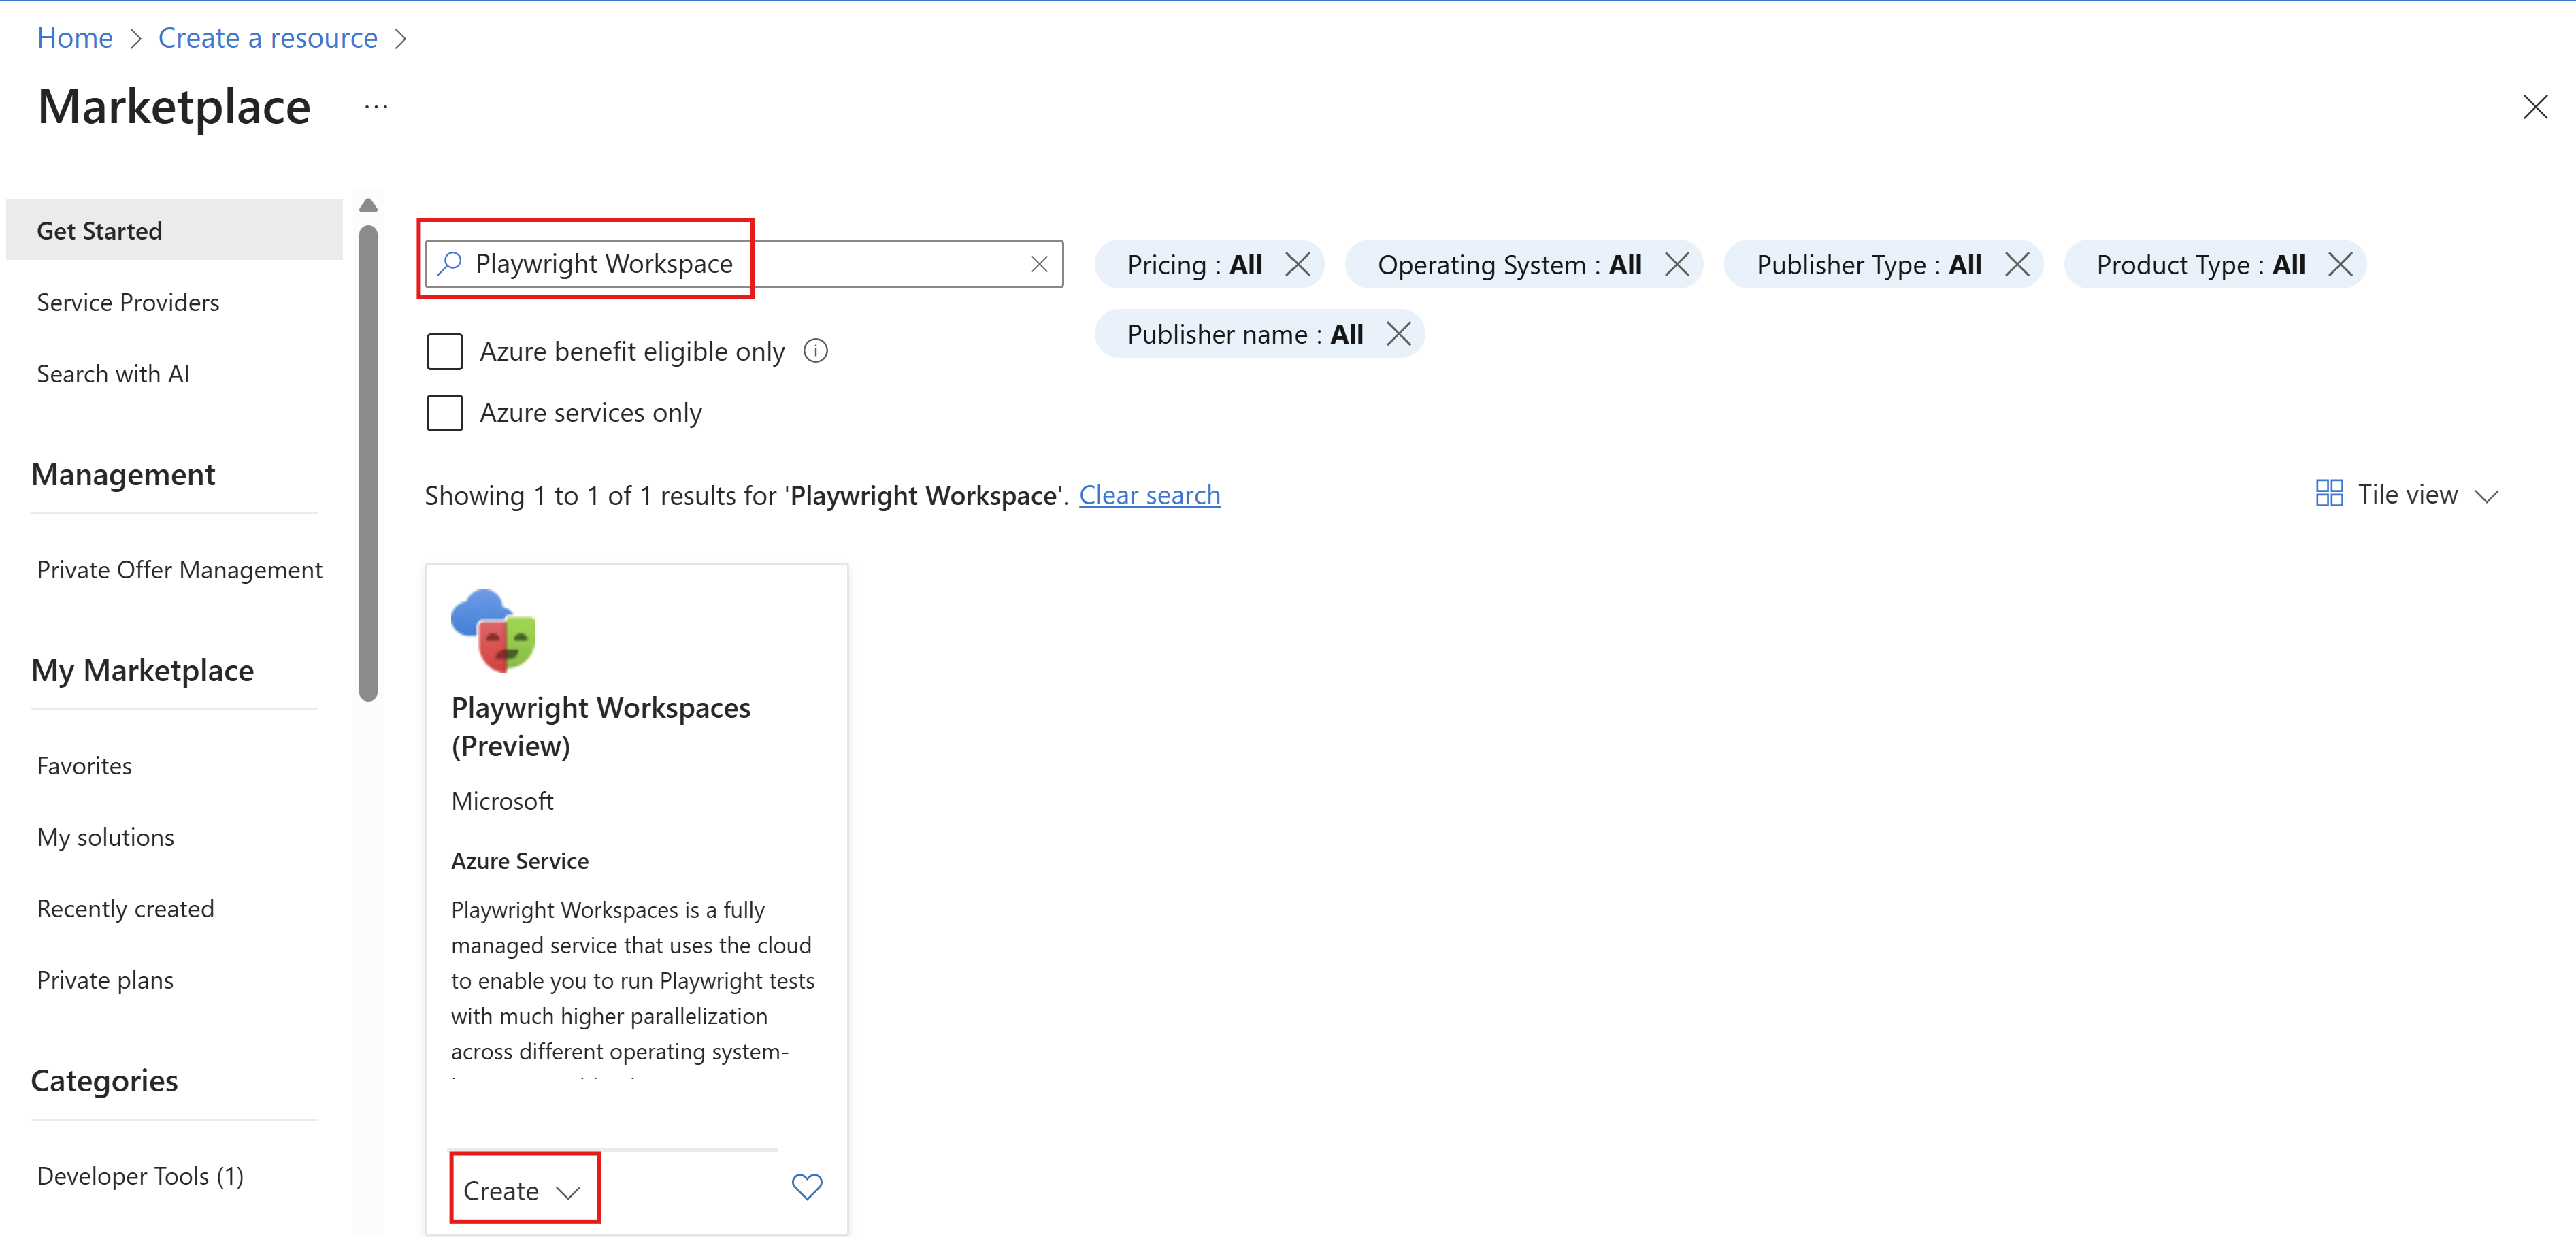 Home > Create a resource >
Marketplace ...
Get Started
Service Providers
Search with AI
Management
Private Offer Management
My Marketplace
Favorites
My solutions
Recently created
Private plans
Categories
Developer Tools (1)
Playwright Workspace
Pricing : All
Operating System : All
Publisher Type : All
Product Type : All
Publisher name : All
Azure benefit eligible only
Azure services only
Showing 1 to 1 of 1 results for 'Playwright Workspace'. Clear search
Tile view
Playwright Workspaces
(Preview)
Microsoft
Azure Service
Playwright Workspaces is a fully
managed service that uses the cloud
to enable you to run Playwright tests
with much higher parallelization
across different operating system-
Create